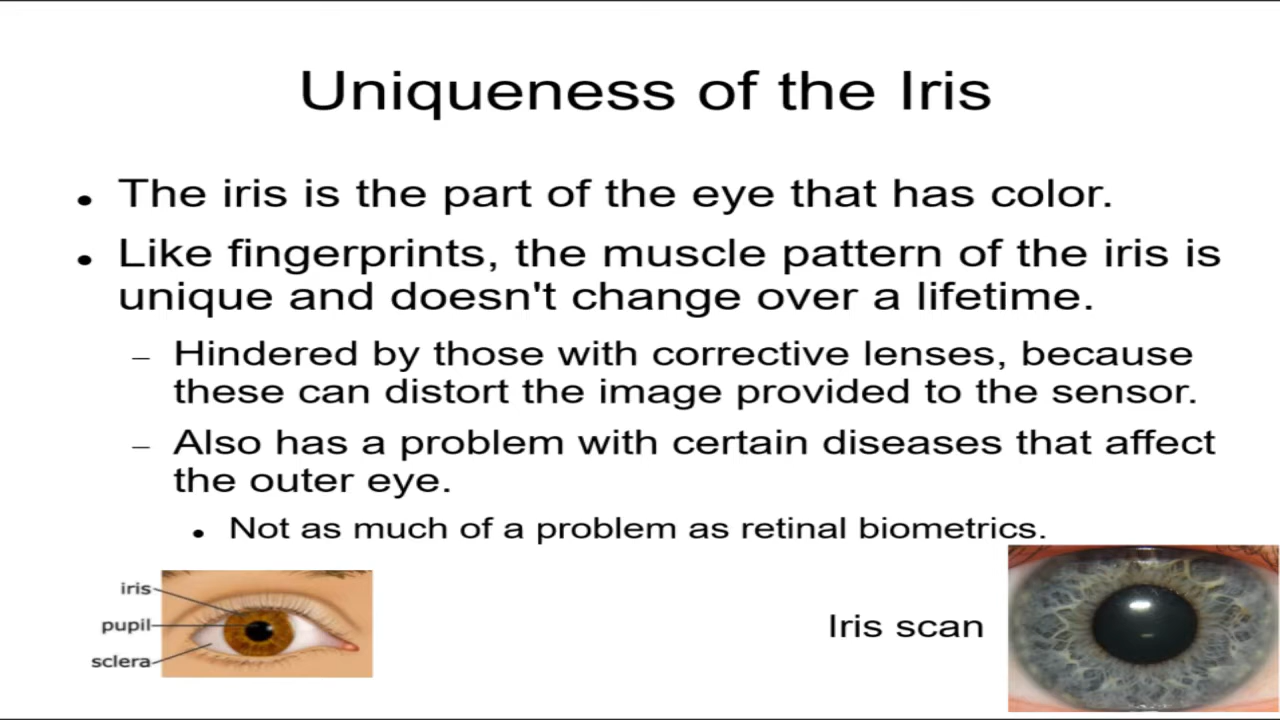 Uniqueness of the Iris
• The iris is the part of the eye that has color.
• Like fingerprints, the muscle pattern of the iris is
unique and doesn't change over a lifetime.
– Hindered by those with corrective lenses, because
these can distort the image provided to the sensor.
– Also has a problem with certain diseases that affect
the outer eye.
• Not as much of a problem as retinal biometrics.
iris
pupil
sclera
Iris scan